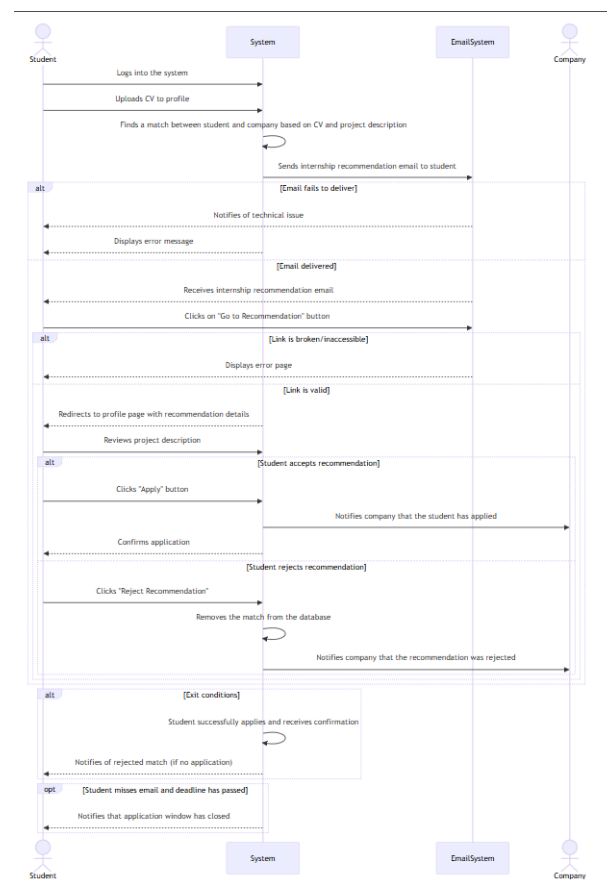 Student
System
EmailSystem
Company
Logs into the system
Uploads CV to profile
Finds a match between student and company based on CV and project description
Sends internship recommendation email to student
alt
[Email fails to deliver]
Notifies of technical issue
Displays error message
[Email delivered]
Receives internship recommendation email
Clicks on "Go to Recommendation" button
alt
[Link is broken/inaccessible]
Displays error page
[Link is valid]
Redirects to profile page with recommendation details
Reviews project description
alt
[Student accepts recommendation]
Clicks "Apply" button
Notifies company that the student has applied
Confirms application
[Student rejects recommendation]
Clicks "Reject Recommendation"
Removes the match from the database
Notifies company that the recommendation was rejected
alt
[Exit conditions]
Student successfully applies and receives confirmation
Notifies of rejected match (if no application)
opt
[Student misses email and deadline has passed]
Notifies that application window has closed
Student
System
EmailSystem
Company